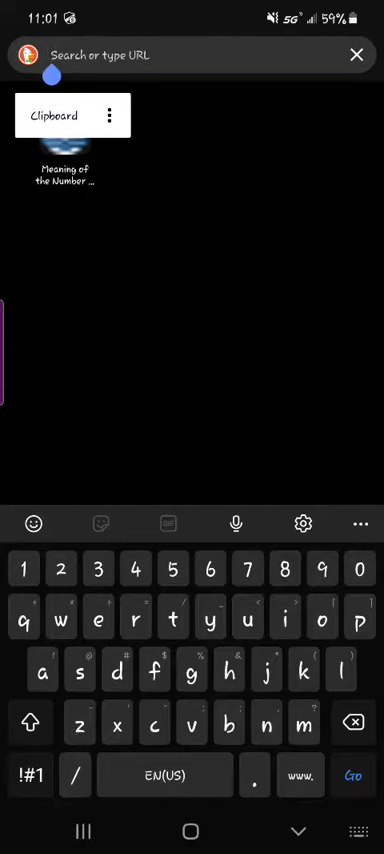 11:01 5G 59%
Search or type URL
Clipboard
Meaning of
the Number ...
GIF
1 2 3 4 5 6 7 8 9 0
+ × ÷ = / _ < > [ ]
q w e r t y u i o p
! @ # $ % ^ & * ( )
a s d f g h j k l
- ' " : ; , ?
z x c v b n m
!#1 / EN(US) . www. Go